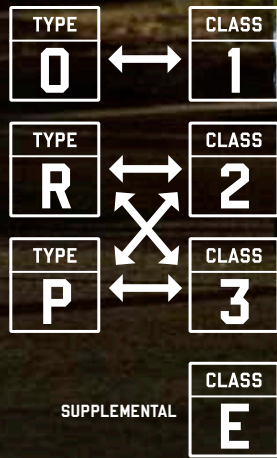 TYPE CLASS
O 1
TYPE CLASS
R 2
TYPE CLASS
P 3
CLASS
SUPPLEMENTAL E